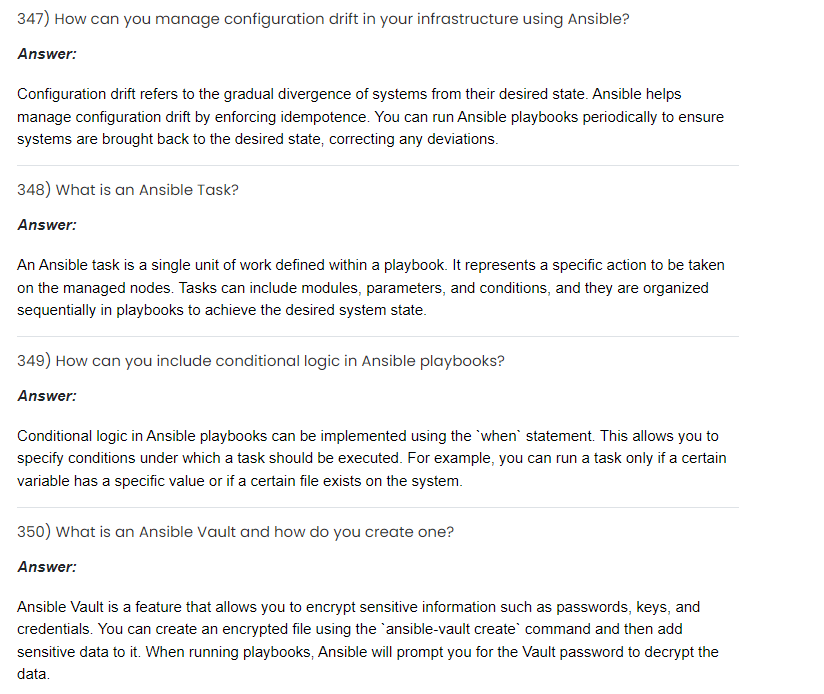 347) How can you manage configuration drift in your infrastructure using Ansible?
Answer:
Configuration drift refers to the gradual divergence of systems from their desired state. Ansible helps
manage configuration drift by enforcing idempotence. You can run Ansible playbooks periodically to ensure
systems are brought back to the desired state, correcting any deviations.
348) What is an Ansible Task?
Answer:
An Ansible task is a single unit of work defined within a playbook. It represents a specific action to be taken
on the managed nodes. Tasks can include modules, parameters, and conditions, and they are organized
sequentially in playbooks to achieve the desired system state.
349) How can you include conditional logic in Ansible playbooks?
Answer:
Conditional logic in Ansible playbooks can be implemented using the `when` statement. This allows you to
specify conditions under which a task should be executed. For example, you can run a task only if a certain
variable has a specific value or if a certain file exists on the system.
350) What is an Ansible Vault and how do you create one?
Answer:
Ansible Vault is a feature that allows you to encrypt sensitive information such as passwords, keys, and
credentials. You can create an encrypted file using the `ansible-vault create` command and then add
sensitive data to it. When running playbooks, Ansible will prompt you for the Vault password to decrypt the
data.